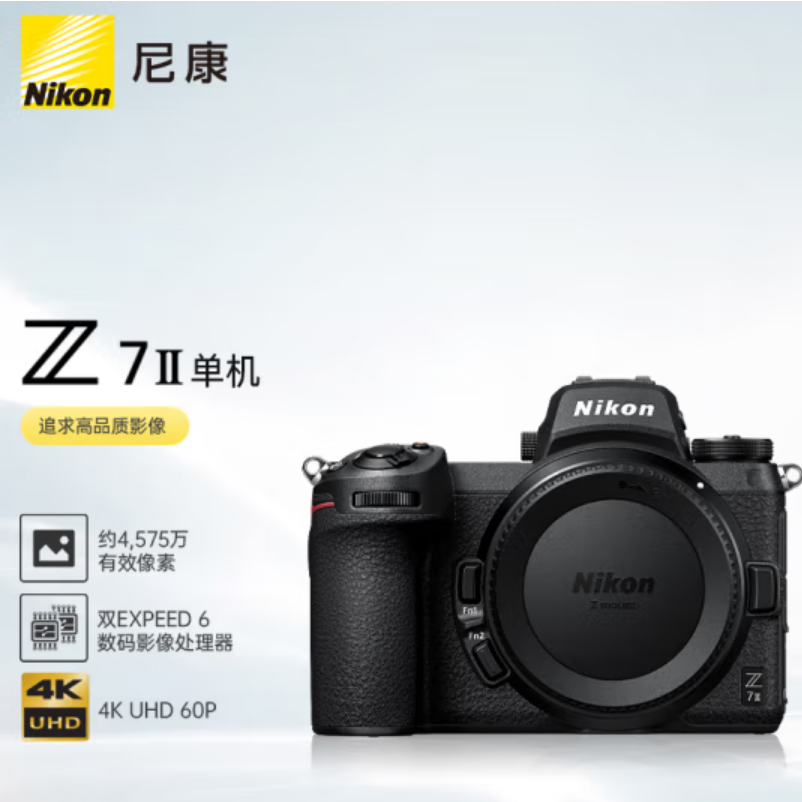 Nikon
尼康
Z 7II 单机
追求高品质影像
约4,575万
有效像素
双EXPEED 6
数码影像处理器
4K
UHD
4K UHD 60P
Nikon
Nikon
Z MOUNT
Fn1
Fn2
Z
7II